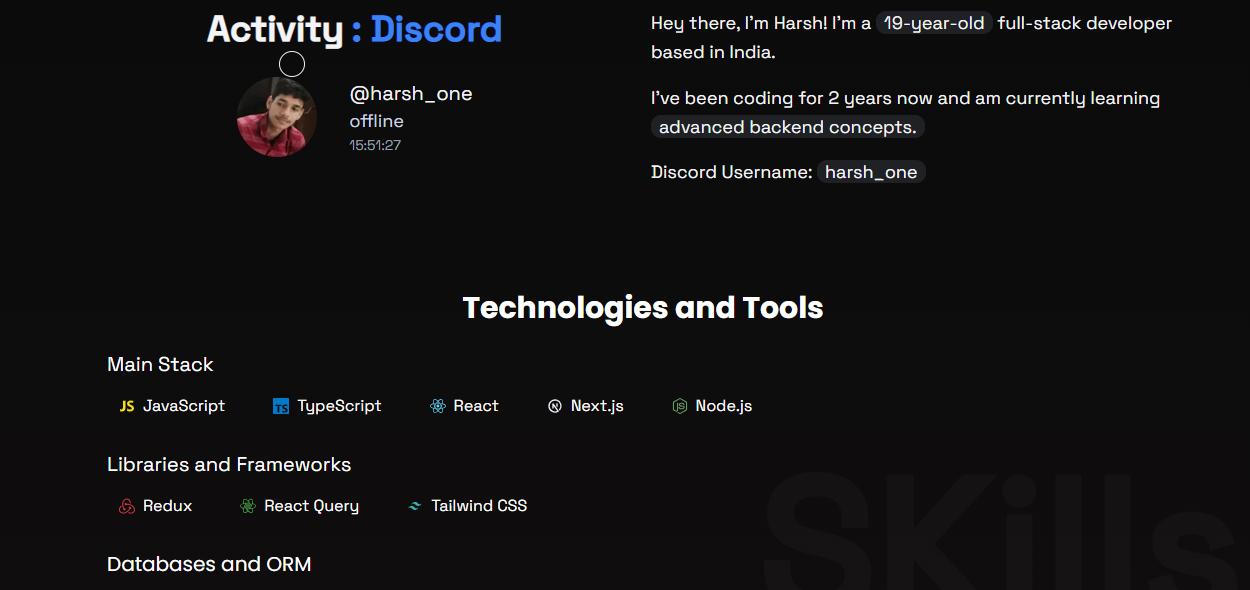 Activity : Discord
@harsh_one
offline
15:51:27
Hey there, I'm Harsh! I'm a 19-year-old full-stack developer
based in India.
I've been coding for 2 years now and am currently learning
advanced backend concepts.
Discord Username: harsh_one
Technologies and Tools
Main Stack
JS JavaScript TS TypeScript React N Next.js JS Node.js
Libraries and Frameworks
Redux React Query Tailwind CSS
Databases and ORM
SKills